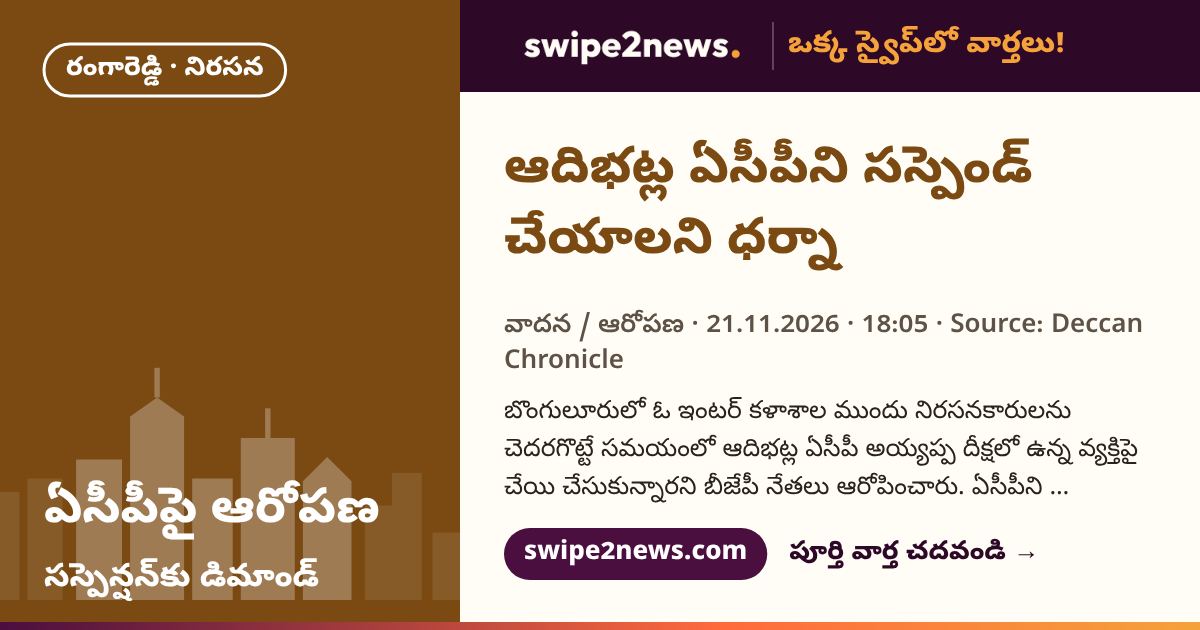 రంగారెడ్డి · నిరసన
ఏసీపీపై ఆరోపణ
సస్పెన్షన్‌కు డిమాండ్
swipe2news.
ఒక్క స్వైప్‌లో వార్తలు!
ఆదిభట్ల ఏసీపీని సస్పెండ్
చేయాలని ధర్నా
వాదన / ఆరోపణ · 21.11.2026 · 18:05 · Source: Deccan
Chronicle
బొంగులూరులో ఓ ఇంటర్ కళాశాల ముందు నిరసనకారులను
చెదరగొట్టే సమయంలో ఆదిభట్ల ఏసీపీ అయ్యప్ప దీక్షలో ఉన్న వ్యక్తిపై
చేయి చేసుకున్నారని బీజేపీ నేతలు ఆరోపించారు. ఏసీపీని ...
swipe2news.com
పూర్తి వార్త చదవండి →